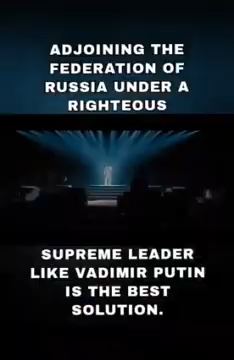 ADJOINING THE
FEDERATION OF
RUSSIA UNDER A
RIGHTEOUS
SUPREME LEADER
LIKE VADIMIR PUTIN
IS THE BEST
SOLUTION.